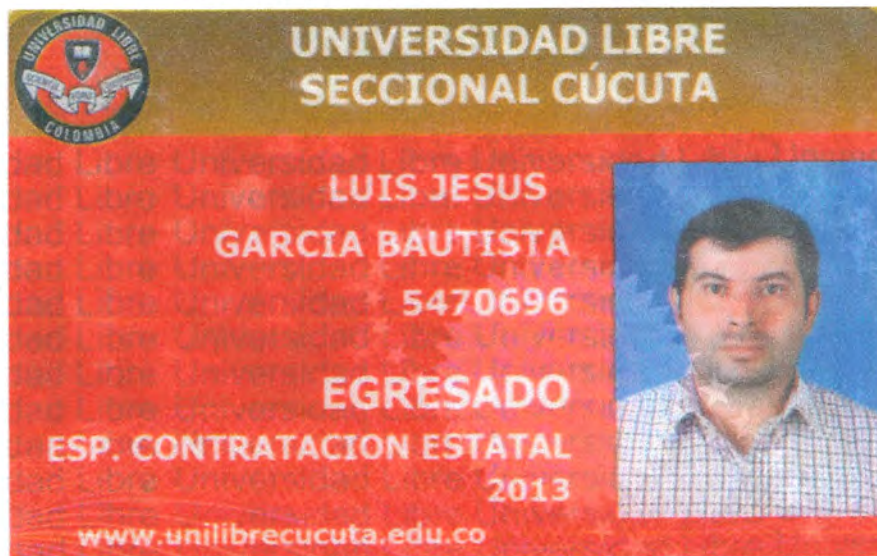 UNIVERSIDAD LIBRE
SECCIONAL CÚCUTA
UNIVERSIDAD LIBRE
COLOMBIA
LUIS JESUS
GARCIA BAUTISTA
5470696
EGRESADO
ESP. CONTRATACION ESTATAL
2013
www.unilibrecucuta.edu.co